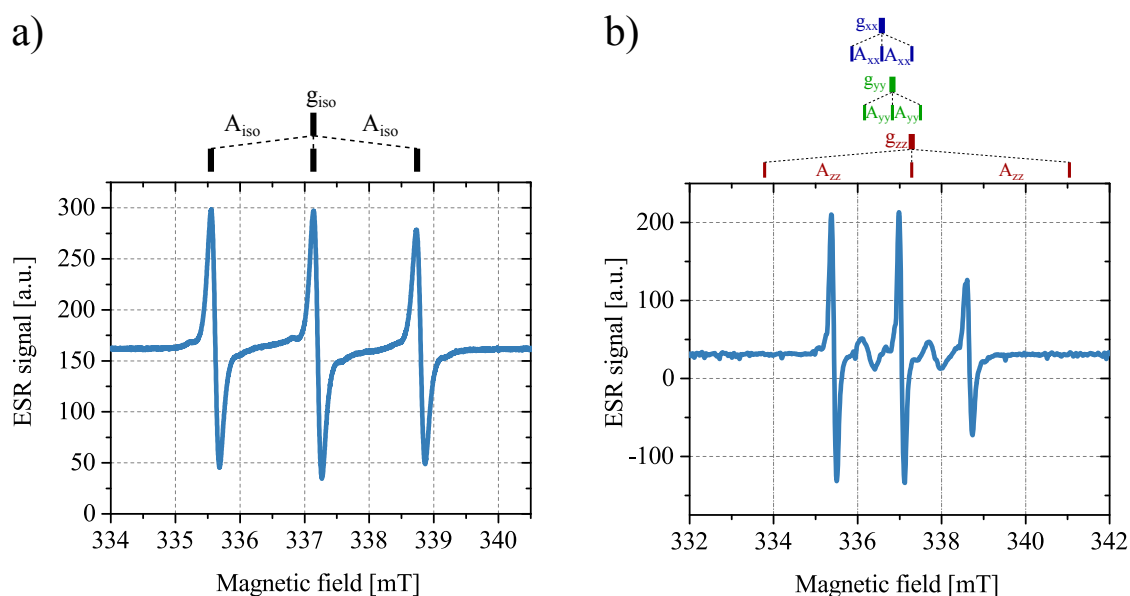 a)
g_iso
A_iso A_iso
300
250
200
150
100
50
0
ESR signal [a.u.]
334 335 336 337 338 339 340
Magnetic field [mT]
b)
g_xx
A_xx A_xx
g_yy
A_yy A_yy
g_zz
A_zz A_zz
200
100
0
-100
ESR signal [a.u.]
332 334 336 338 340 342
Magnetic field [mT]